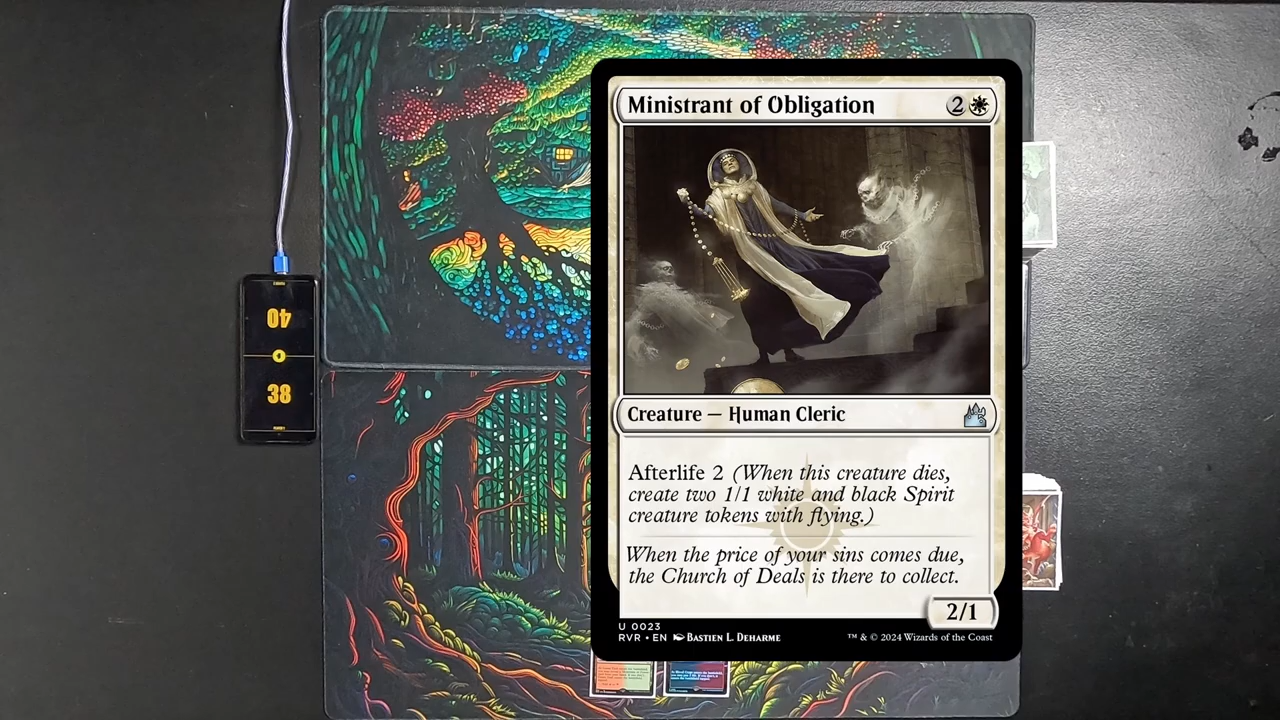 Ministrant of Obligation 2
Creature — Human Cleric
Afterlife 2 (When this creature dies,
create two 1/1 white and black Spirit
creature tokens with flying.)
When the price of your sins comes due,
the Church of Deals is there to collect.
2/1
U 0023
RVR • EN Bastien L. Deharme
™ & © 2024 Wizards of the Coast
40
38